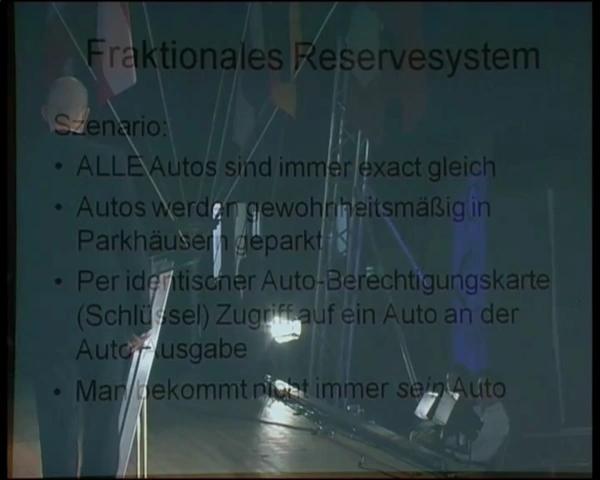 Fraktionales Reservesystem
Szenario:
• ALLE Autos sind immer exact gleich
• Autos werden gewohnheitsmäßig in
Parkhäusern geparkt
• Per identischer Auto-Berechtigungskarte
(Schlüssel) Zugriff auf ein Auto an der
Auto-Ausgabe
• Man bekommt nicht immer sein Auto